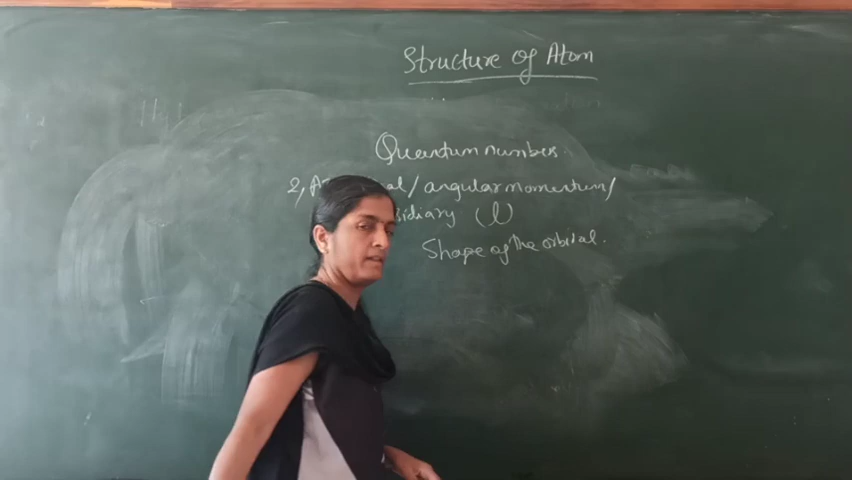 Structure of Atom
Quantum numbers.
2, A al / angular momentum /
sidiary (l)
Shape of the orbital.